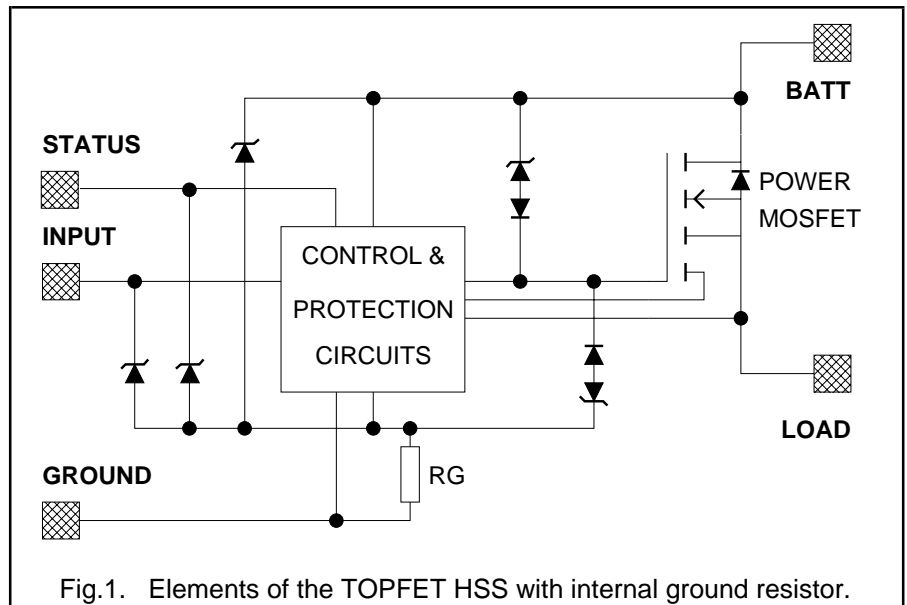 BATT
STATUS
POWER
MOSFET
INPUT
CONTROL &
PROTECTION
CIRCUITS
LOAD
GROUND
RG
Fig.1. Elements of the TOPFET HSS with internal ground resistor.